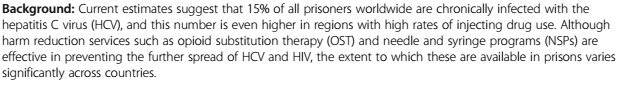 Background: Current estimates suggest that 15% of all prisoners worldwide are chronically infected with the
hepatitis C virus (HCV), and this number is even higher in regions with high rates of injecting drug use. Although
harm reduction services such as opioid substitution therapy (OST) and needle and syringe programs (NSPs) are
effective in preventing the further spread of HCV and HIV, the extent to which these are available in prisons varies
significantly across countries.